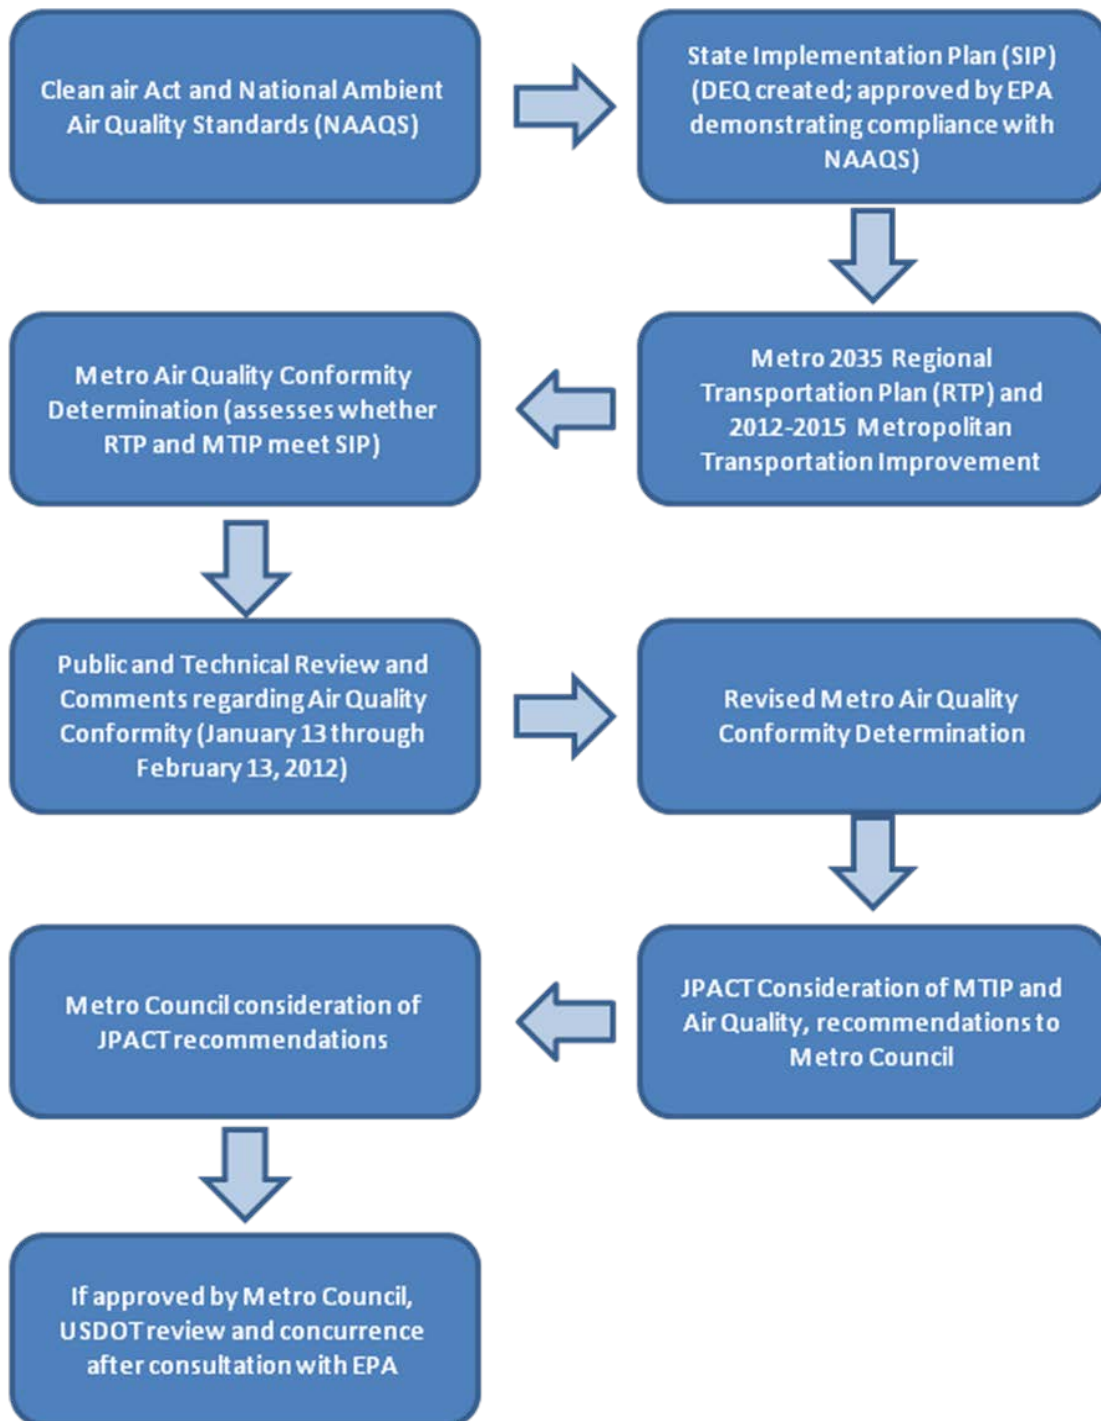 Clean air Act and National Ambient
Air Quality Standards (NAAQS)
State Implementation Plan (SIP)
(DEQ created; approved by EPA
demonstrating compliance with
NAAQS)
Metro 2035 Regional
Transportation Plan (RTP) and
2012-2015 Metropolitan
Transportation Improvement
Metro Air Quality Conformity
Determination (assesses whether
RTP and MTIP meet SIP)
Public and Technical Review and
Comments regarding Air Quality
Conformity (January 13 through
February 13, 2012)
Revised Metro Air Quality
Conformity Determination
JPACT Consideration of MTIP and
Air Quality, recommendations to
Metro Council
Metro Council consideration of
JPACT recommendations
If approved by Metro Council,
USDOT review and concurrence
after consultation with EPA